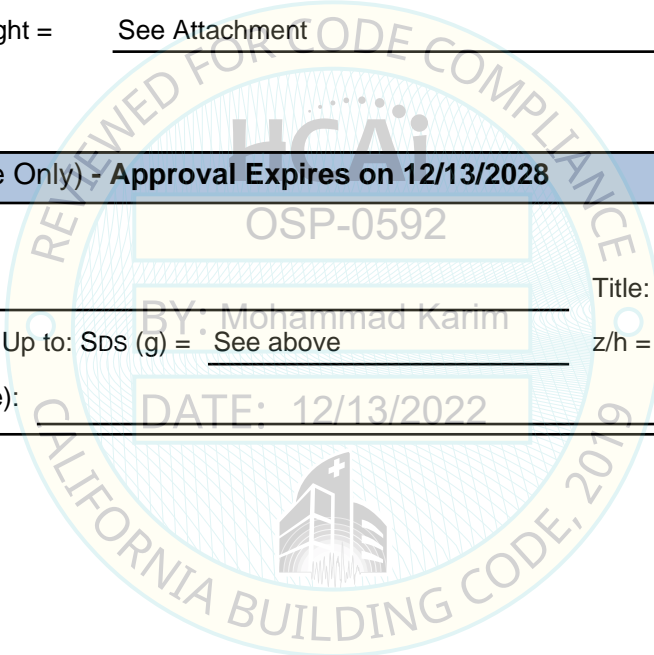 ght = See Attachment
REVIEWED FOR CODE COMPLIANCE
HCAi
e Only) - Approval Expires on 12/13/2028
OSP-0592
Title:
BY: Mohammad Karim
Up to: SDS (g) = See above z/h =
e):
DATE: 12/13/2022
CALIFORNIA BUILDING CODE, 2019